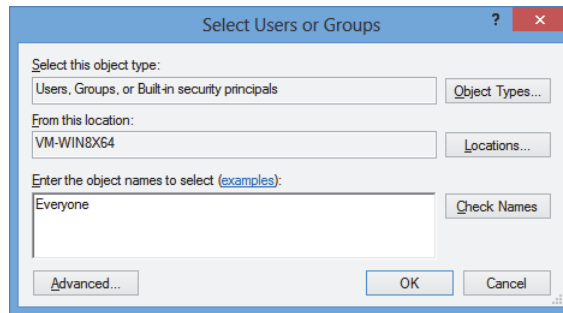 Select Users or Groups
?
×
Select this object type:
Users, Groups, or Built-in security principals
Object Types...
From this location:
VM-WIN8X64
Locations...
Enter the object names to select (examples):
Everyone
Check Names
Advanced...
OK
Cancel